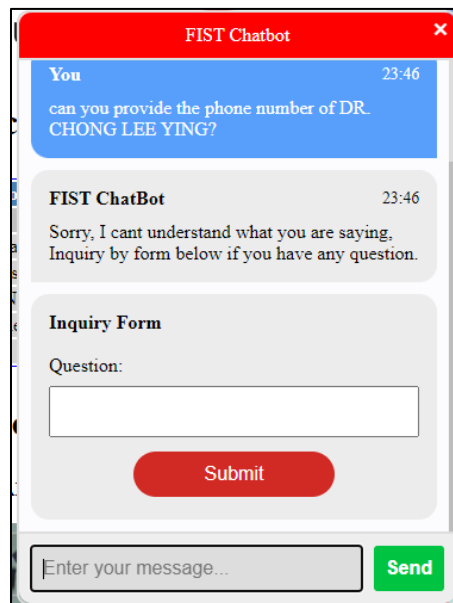 FIST Chatbot
×
You 23:46
can you provide the phone number of DR.
CHONG LEE YING?
FIST ChatBot 23:46
Sorry, I cant understand what you are saying,
Inquiry by form below if you have any question.
Inquiry Form
Question:
Submit
Enter your message...
Send